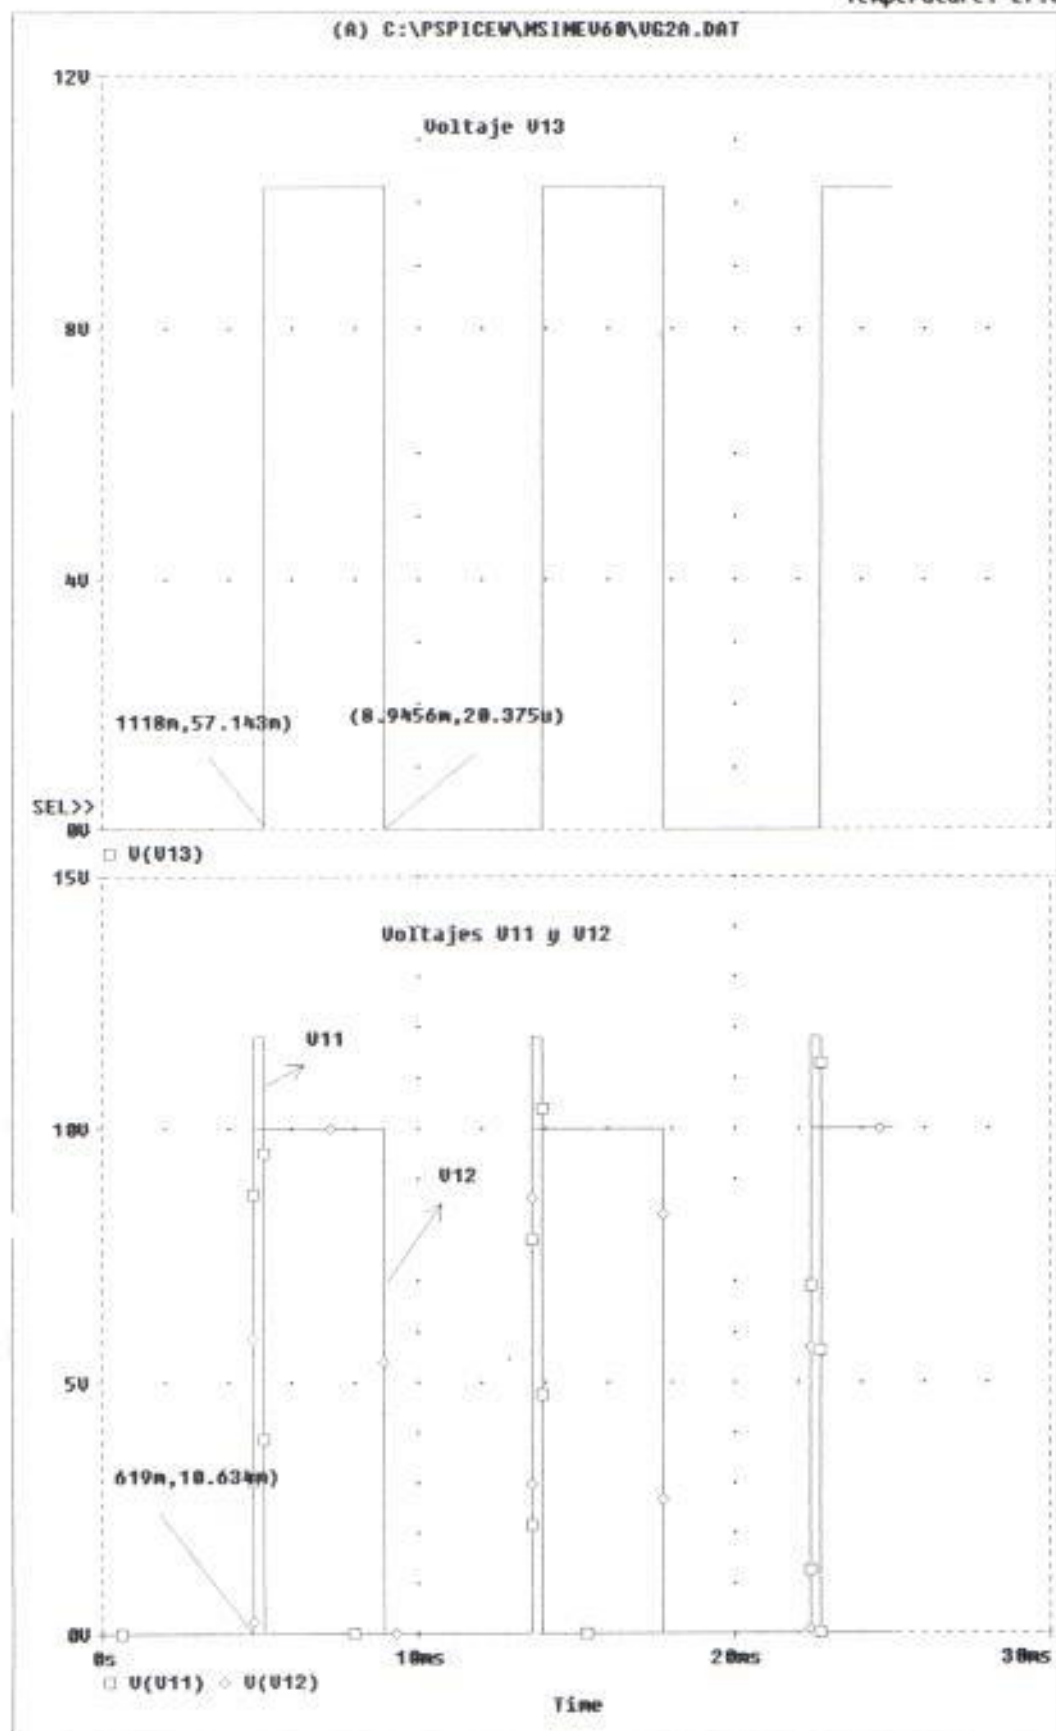 (A) C:\PSPICEW\MSIMEV60\VG2A.DAT
12V
Voltaje V13
8V
4V
1118m,57.143m)
(8.9456m,20.375u)
SEL>>
0V
V(V13)
15V
Voltajes V11 y V12
V11
10V
V12
5V
619m,10.634m)
0V
0s
10ms
20ms
30ms
V(V11)
V(V12)
Time